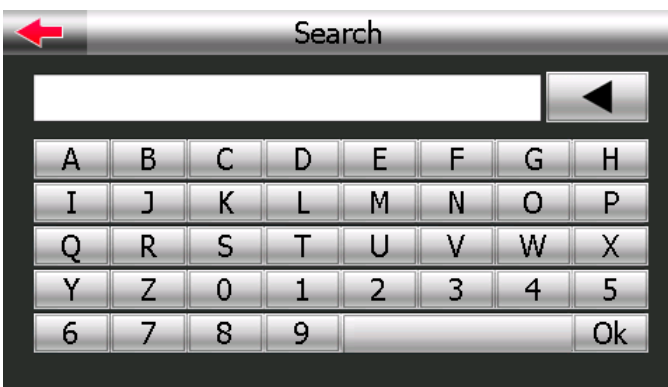 Search
A B C D E F G H
I J K L M N O P
Q R S T U V W X
Y Z 0 1 2 3 4 5
6 7 8 9 Ok